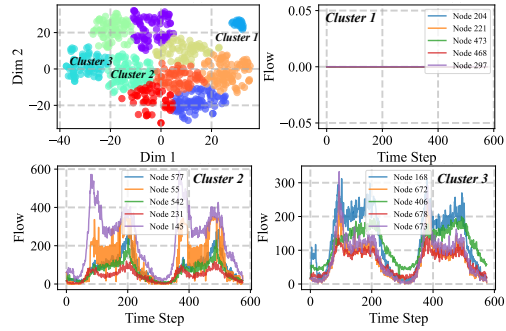 Dim 2
20
0
−20
−40
−20
0
20
Dim 1
Cluster 1
Cluster 3
Cluster 2
Flow
0.05
0.00
−0.05
0
200
400
600
Time Step
Cluster 1
Node 204
Node 221
Node 473
Node 468
Node 297
Flow
600
400
200
0
0
200
400
600
Time Step
Node 577
Node 55
Node 542
Node 231
Node 145
Cluster 2
Flow
300
200
100
0
0
200
400
600
Time Step
Node 168
Node 672
Node 406
Node 678
Node 673
Cluster 3